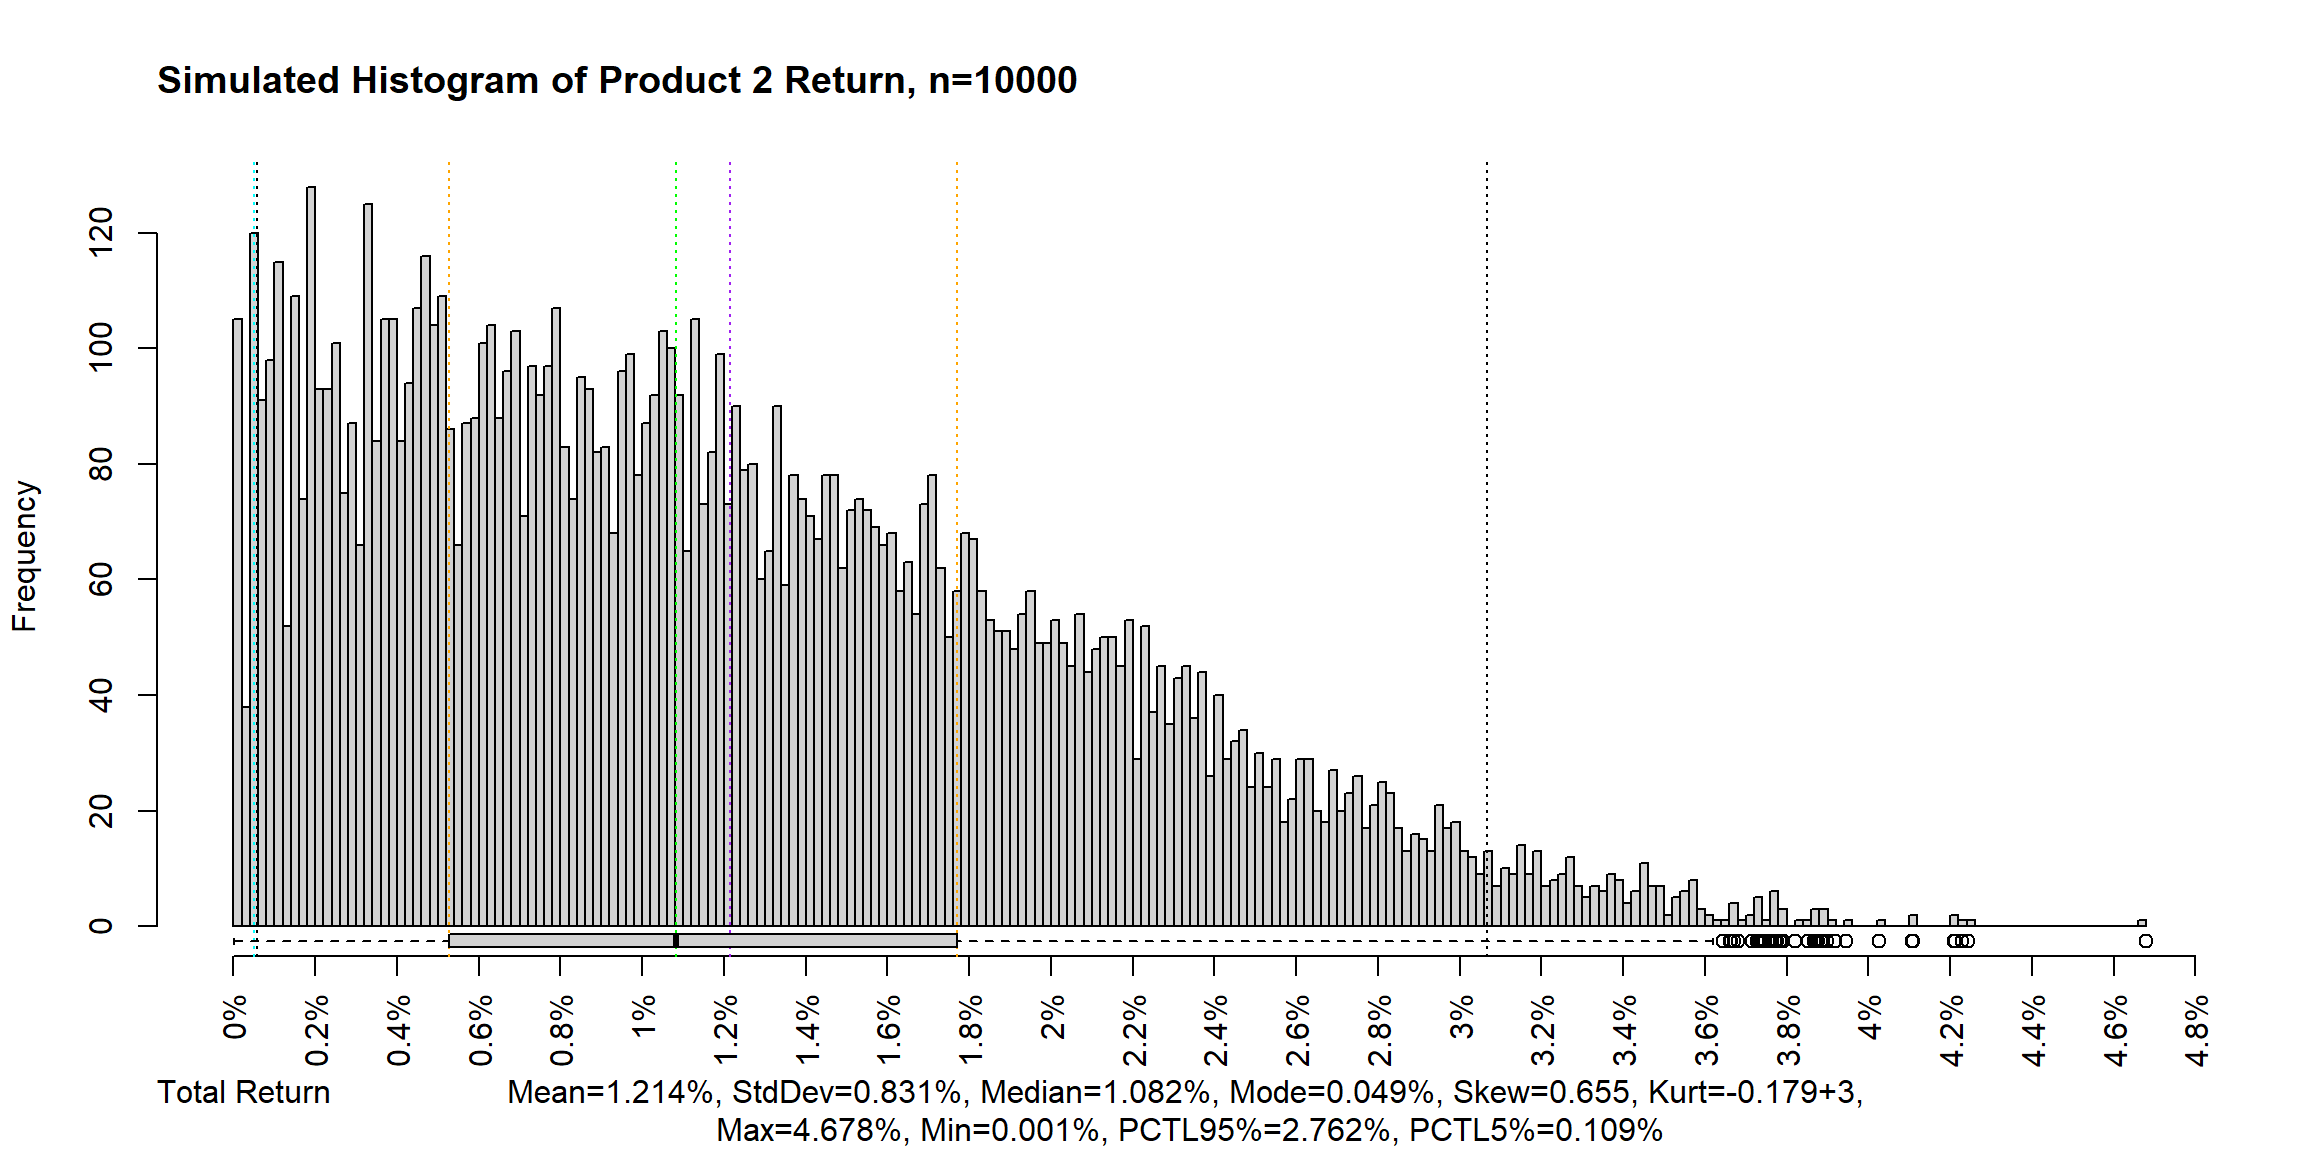 Simulated Histogram of Product 2 Return, n=10000
Frequency
120
100
80
60
40
20
0
0% 0.2% 0.4% 0.6% 0.8% 1% 1.2% 1.4% 1.6% 1.8% 2% 2.2% 2.4% 2.6% 2.8% 3% 3.2% 3.4% 3.6% 3.8% 4% 4.2% 4.4% 4.6% 4.8%
Total Return
Mean=1.214%, StdDev=0.831%, Median=1.082%, Mode=0.049%, Skew=0.655, Kurt=-0.179+3,
Max=4.678%, Min=0.001%, PCTL95%=2.762%, PCTL5%=0.109%